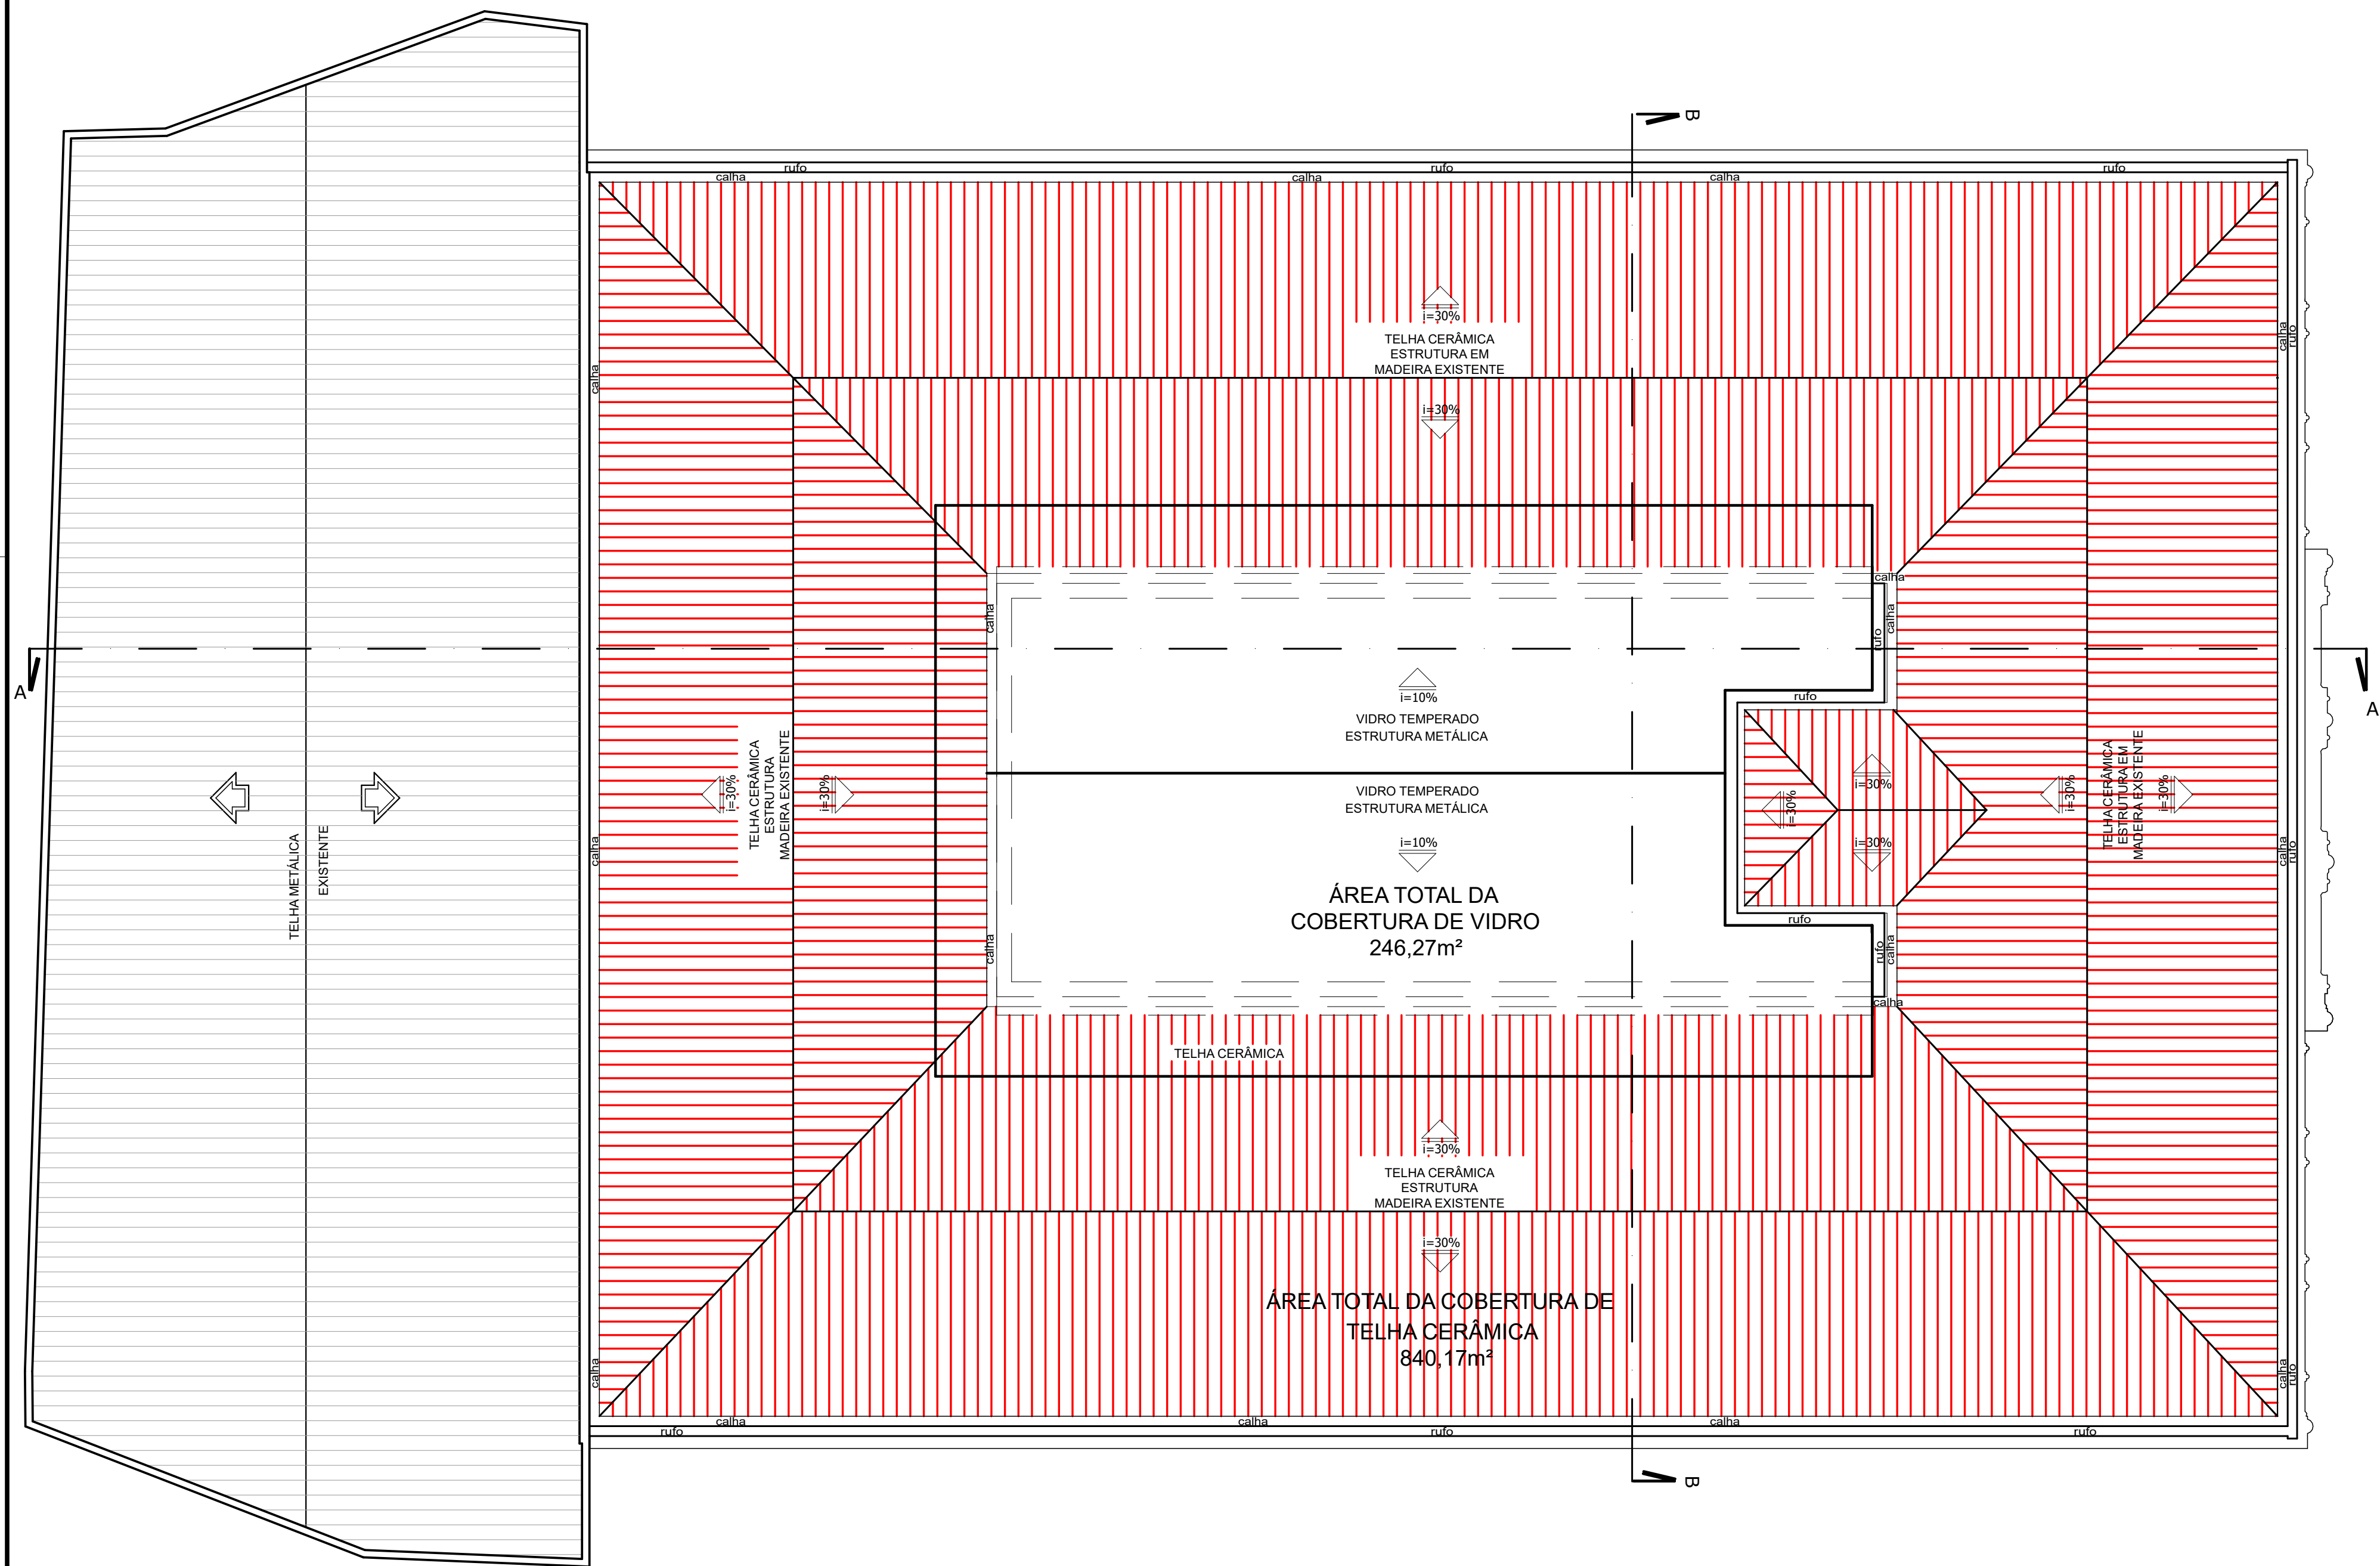 B
rufo
rufo
rufo
calha
calha
calha
i=30%
TELHA CERÂMICA
ESTRUTURA EM
MADEIRA EXISTENTE
i=30%
calha
calha
rufo
calha
calha
calha
rufo
A
A
i=10%
VIDRO TEMPERADO
ESTRUTURA METÁLICA
rufo
VIDRO TEMPERADO
ESTRUTURA METÁLICA
i=10%
ÁREA TOTAL DA
COBERTURA DE VIDRO
246,27m²
TELHA METÁLICA
EXISTENTE
calha
i=30%
TELHA CERÂMICA
ESTRUTURA
MADEIRA EXISTENTE
i=30%
i=30%
i=30%
i=30%
i=30%
TELHA CERÂMICA
ESTRUTURA EM
MADEIRA EXISTENTE
i=30%
calha
rufo
rufo
calha
rufo
calha
calha
TELHA CERÂMICA
i=30%
TELHA CERÂMICA
ESTRUTURA
MADEIRA EXISTENTE
i=30%
ÁREA TOTAL DA COBERTURA DE
TELHA CERÂMICA
840,17m²
calha
calha
rufo
calha
calha
calha
rufo
rufo
rufo
B